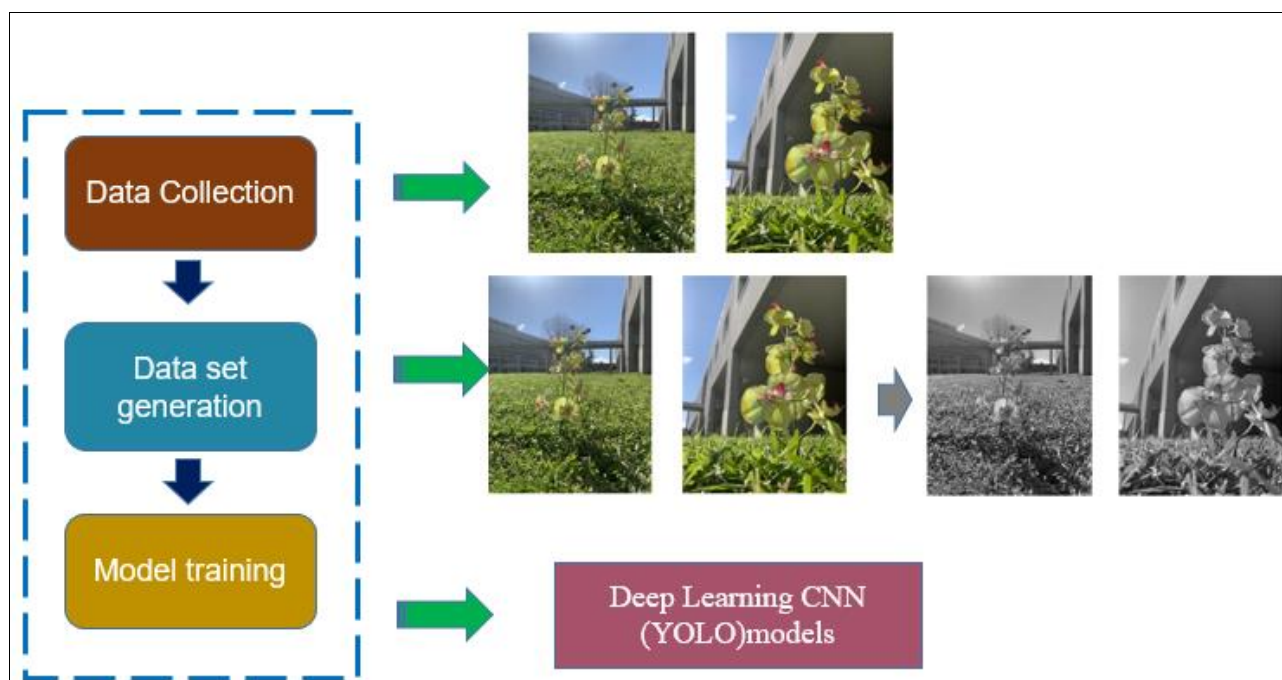 Data Collection
Data set
generation
Model training
Deep Learning CNN
(YOLO)models